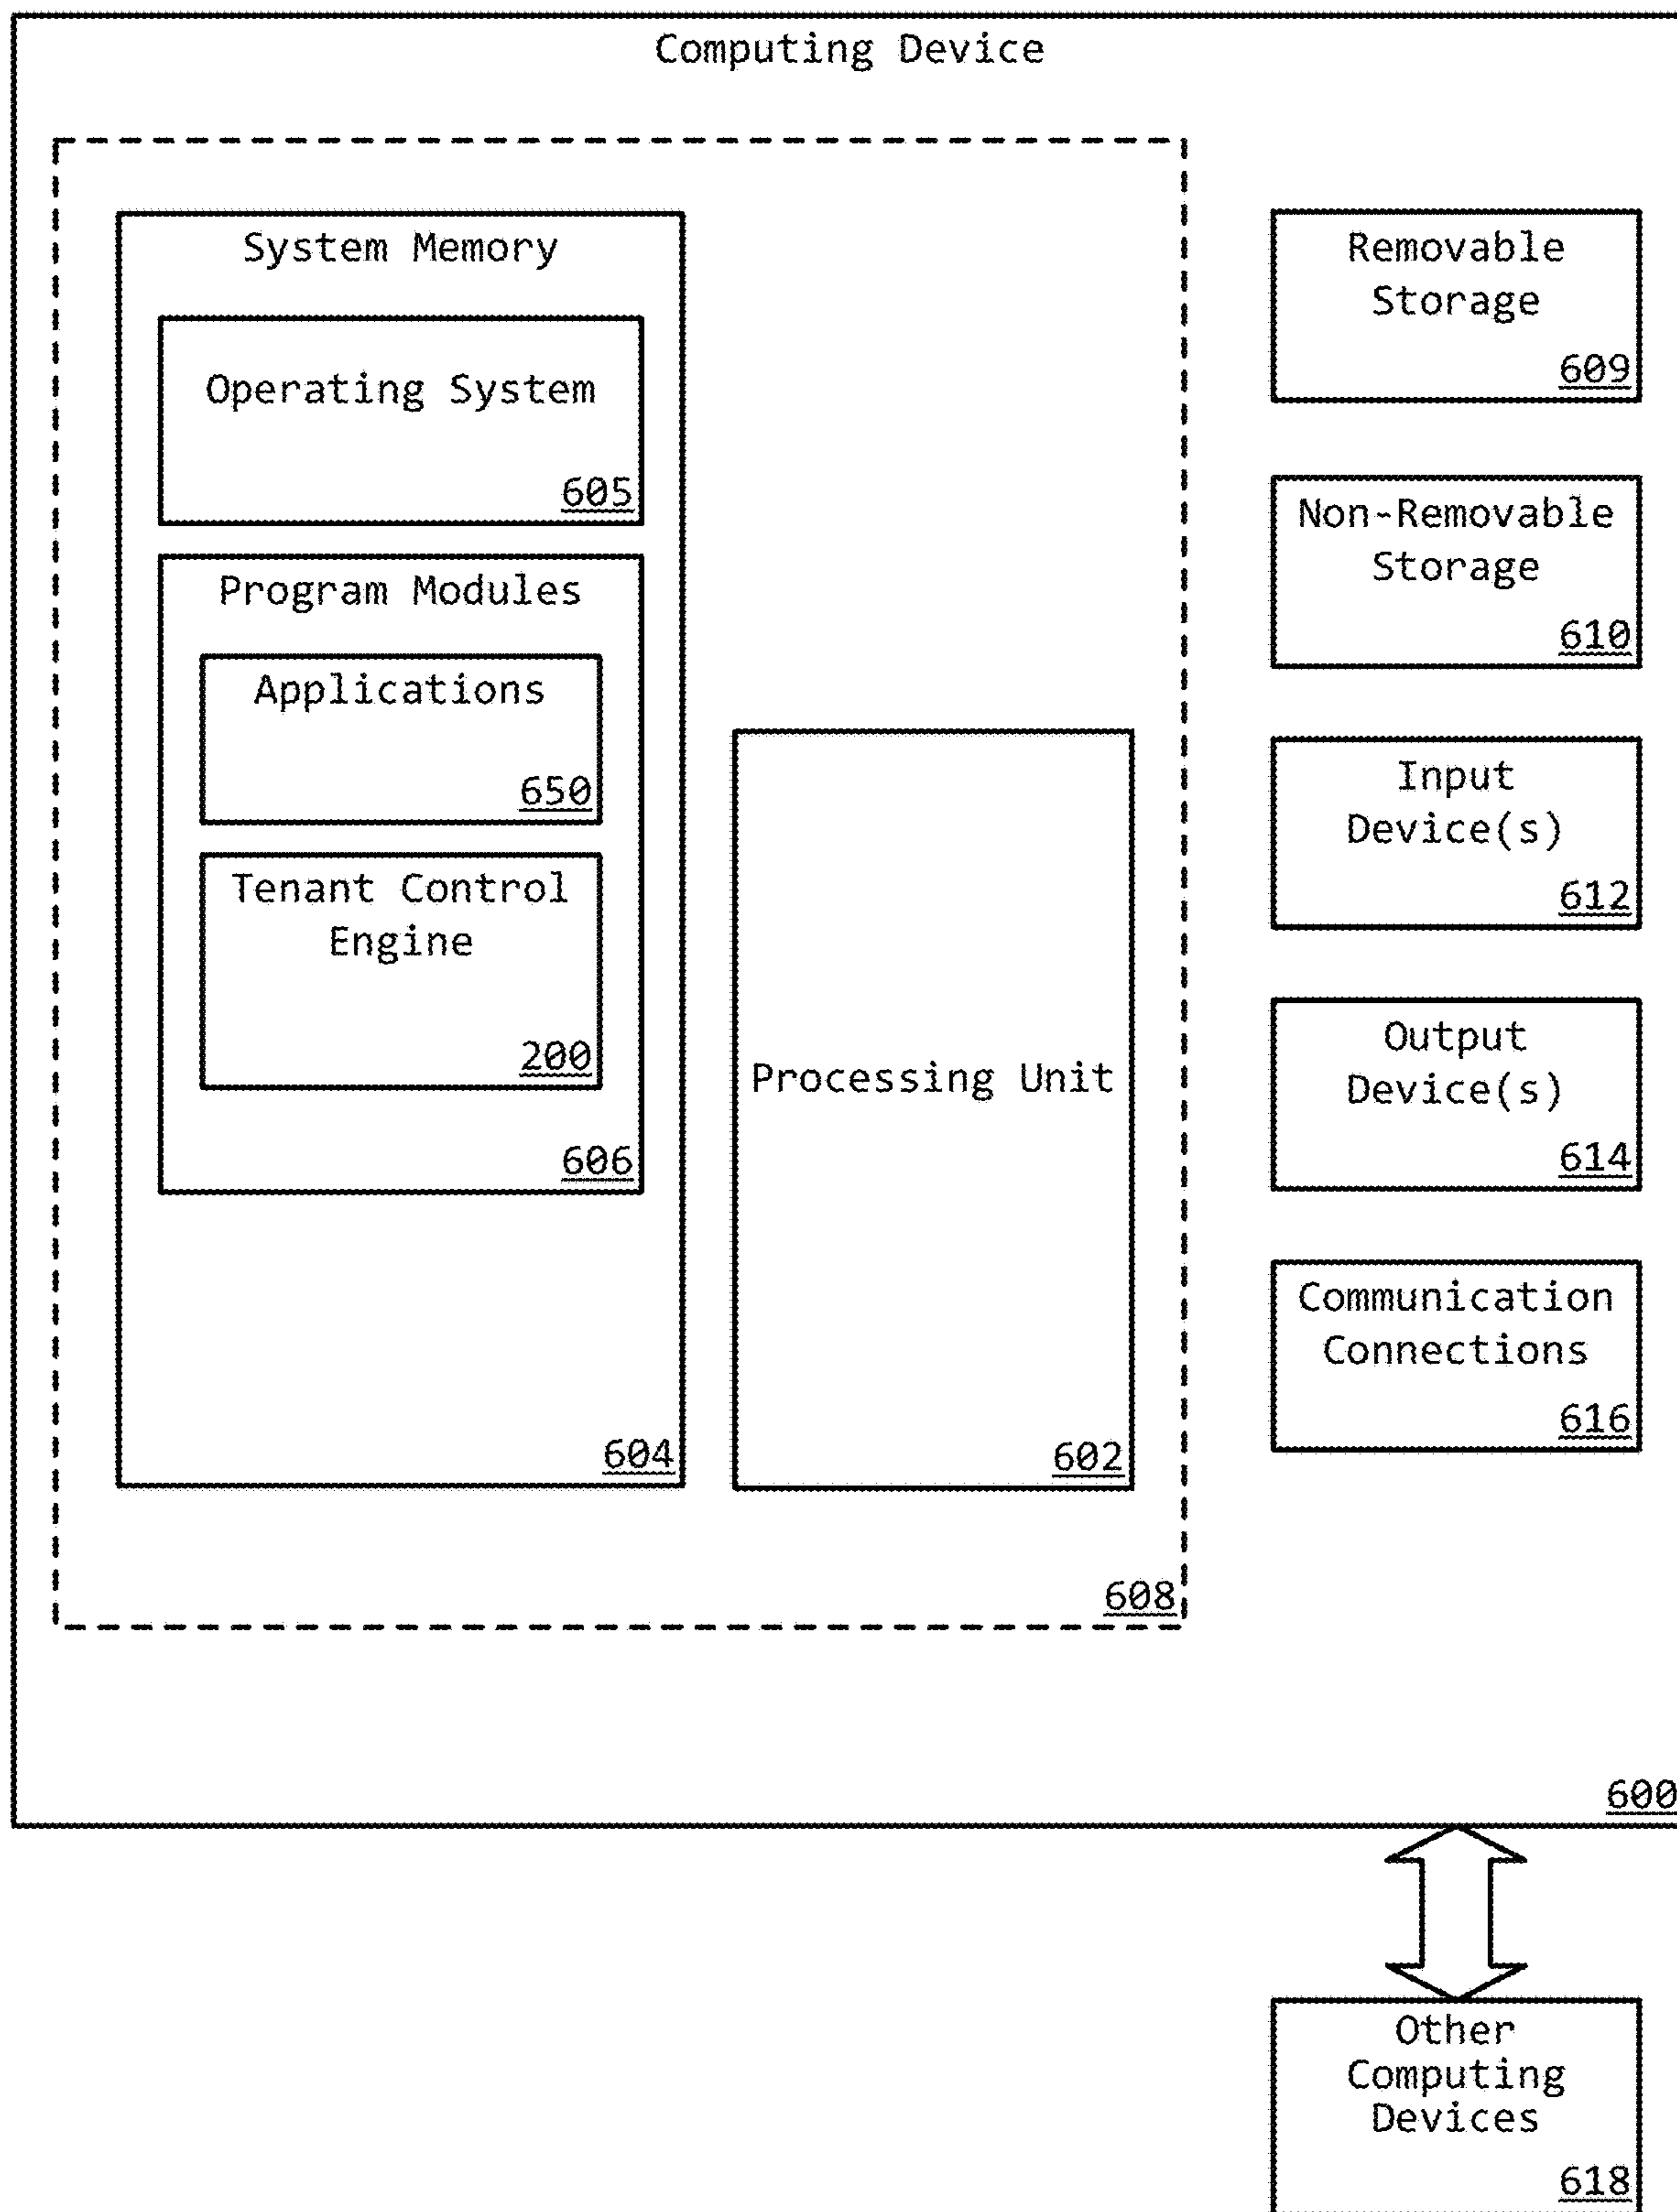 Computing Device
System Memory
Operating System
605
Program Modules
Applications
650
Tenant Control
Engine
200
606
604
Processing Unit
602
608
Removable
Storage
609
Non-Removable
Storage
610
Input
Device(s)
612
Output
Device(s)
614
Communication
Connections
616
600
Other
Computing
Devices
618